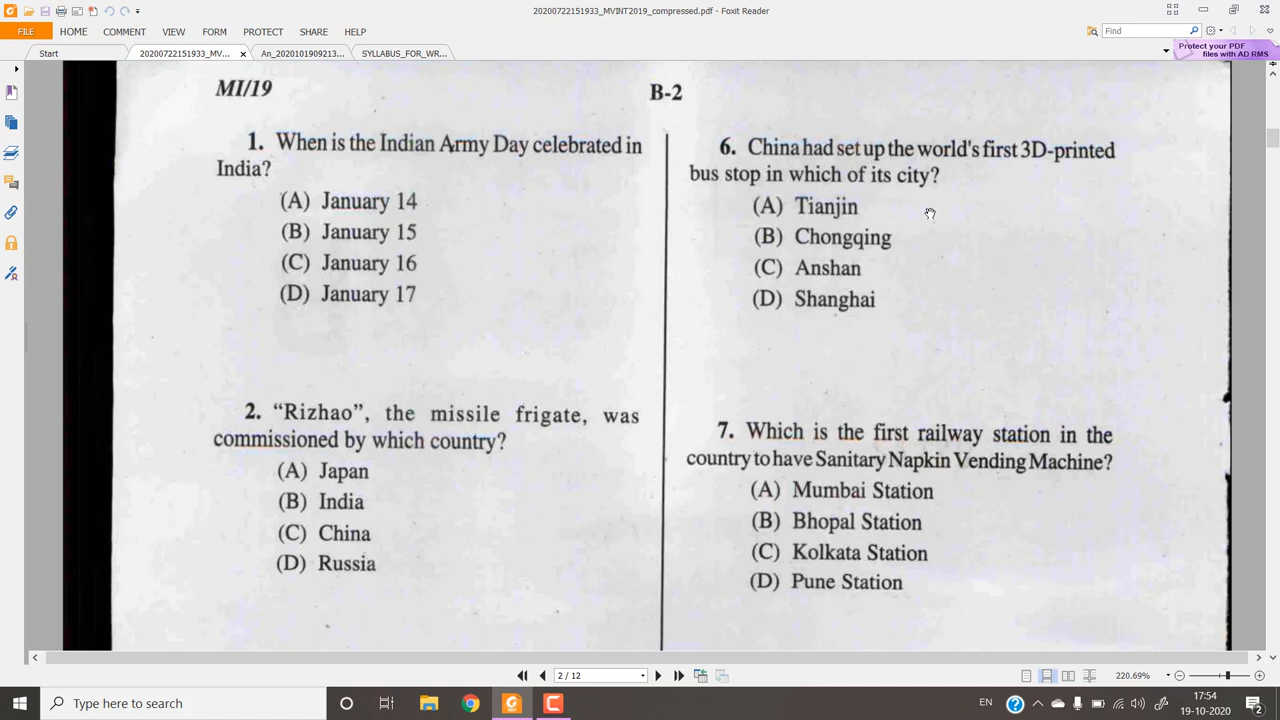 20200722151933_MVINT2019_compressed.pdf - Foxit Reader
FILE HOME COMMENT VIEW FORM PROTECT SHARE HELP
Find
Start 20200722151933_MV... An_2020101909213... SYLLABUS_FOR_WR...
Protect your PDF
files with AD RMS
MI/19
B-2
1. When is the Indian Army Day celebrated in
India?
(A) January 14
(B) January 15
(C) January 16
(D) January 17
2. “Rizhao”, the missile frigate, was
commissioned by which country?
(A) Japan
(B) India
(C) China
(D) Russia
6. China had set up the world's first 3D-printed
bus stop in which of its city?
(A) Tianjin
(B) Chongqing
(C) Anshan
(D) Shanghai
7. Which is the first railway station in the
country to have Sanitary Napkin Vending Machine?
(A) Mumbai Station
(B) Bhopal Station
(C) Kolkata Station
(D) Pune Station
2 / 12
220.69%
Type here to search
EN
17:54
19-10-2020
2